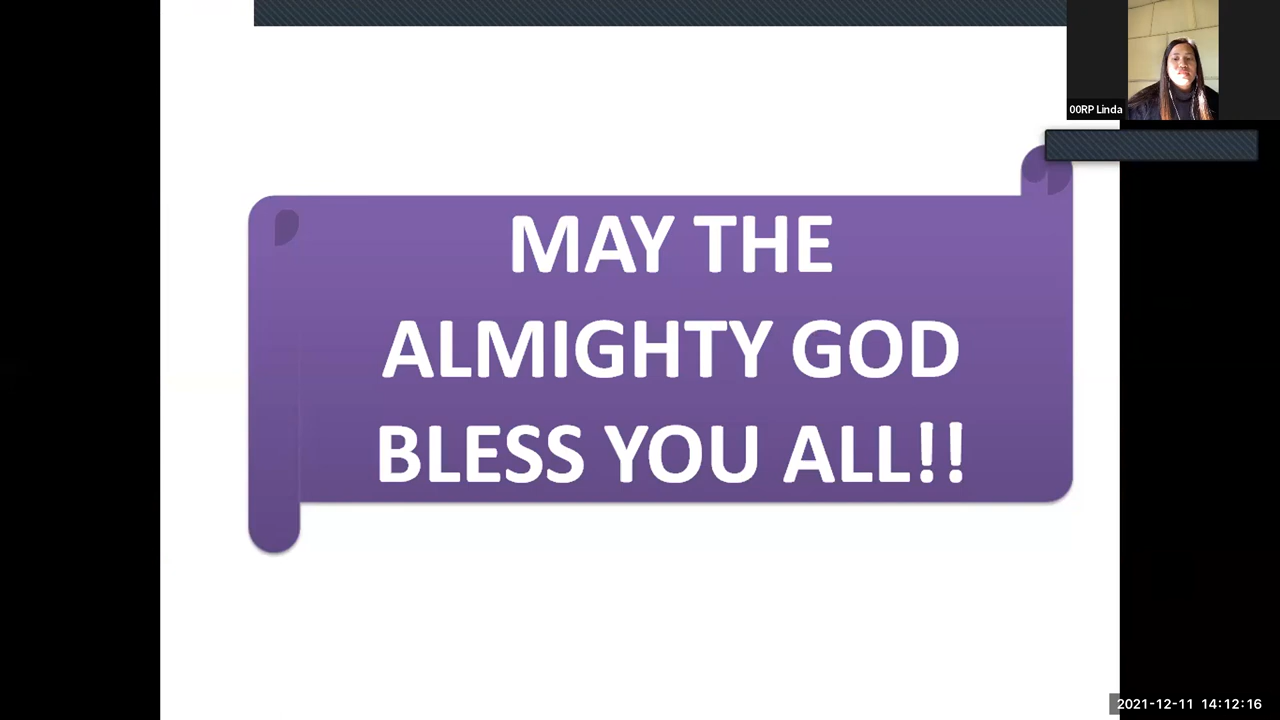 00RP Linda
MAY THE
ALMIGHTY GOD
BLESS YOU ALL!!
2021-12-11 14:12:16